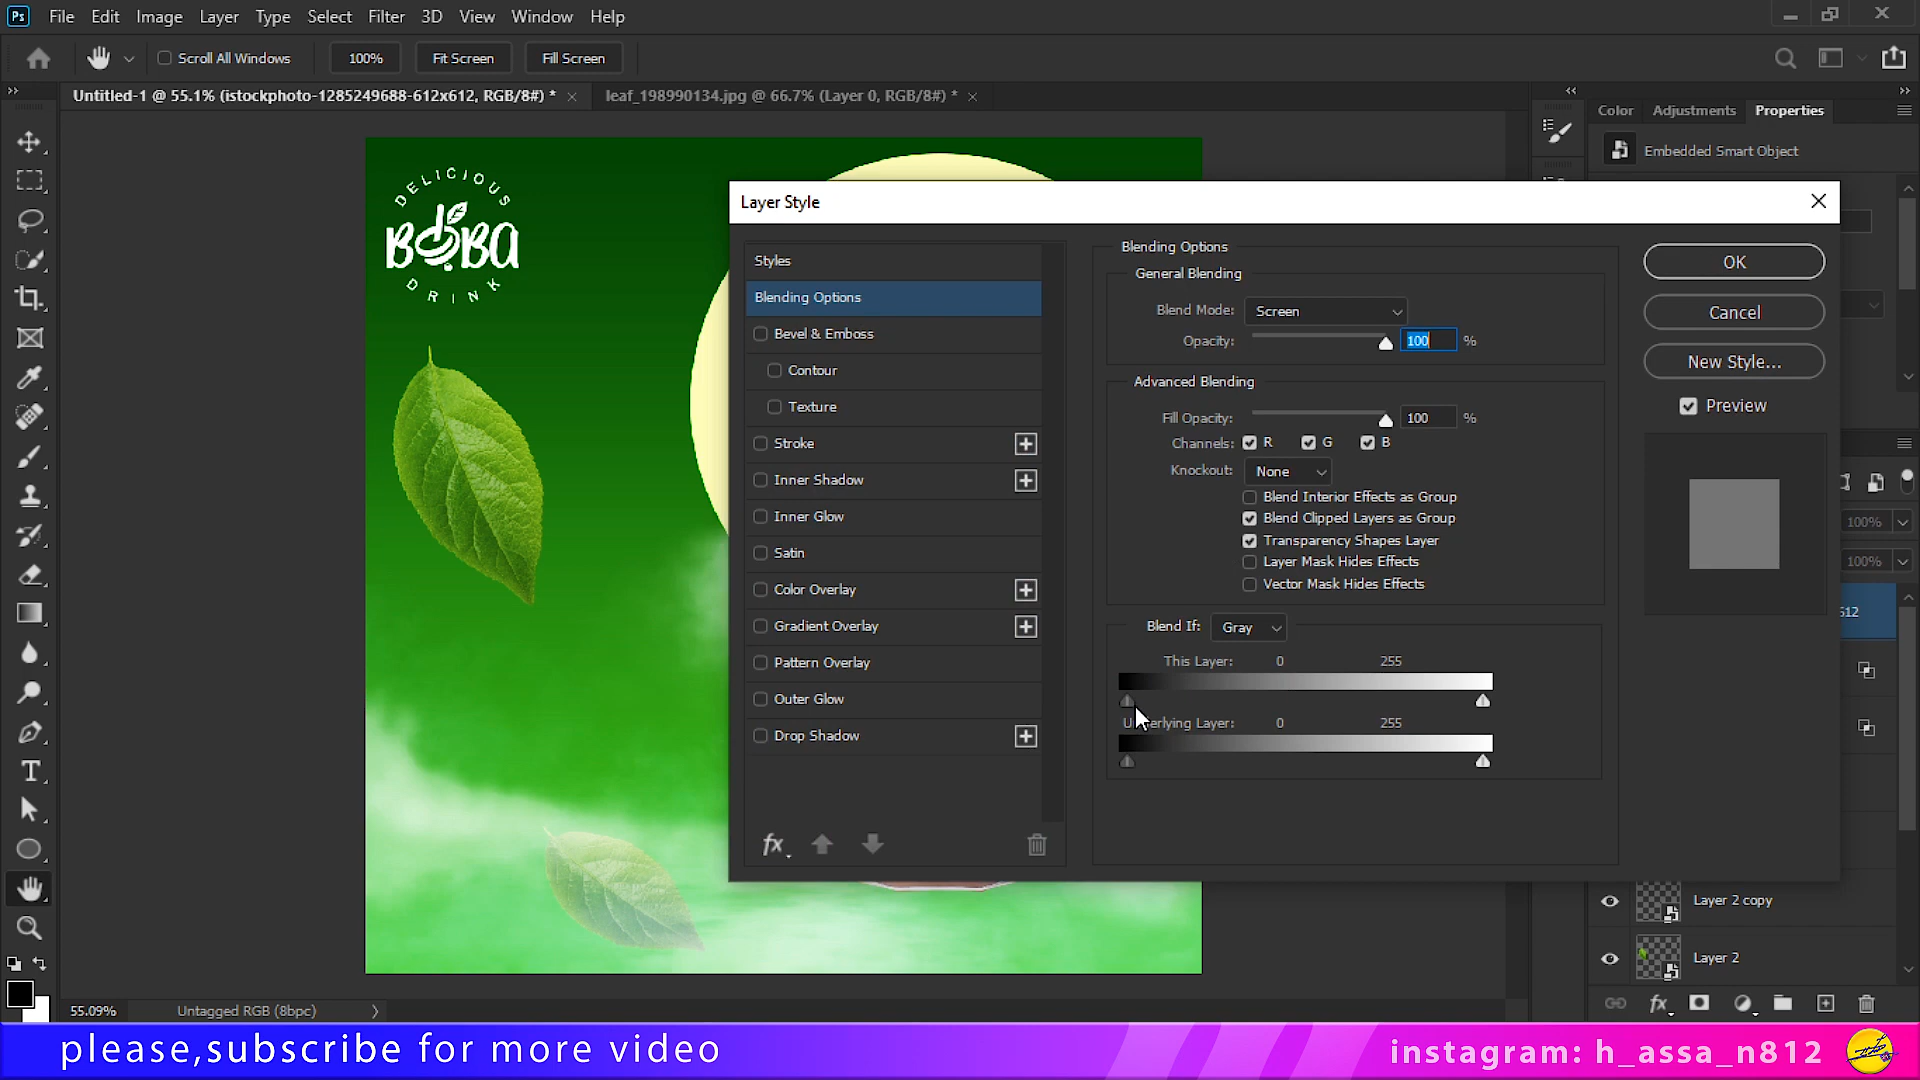 Ps File Edit Image Layer Type Select Filter 3D View Window Help
Scroll All Windows 100% Fit Screen Fill Screen
Untitled-1 @ 55.1% (istockphoto-1285249688-612x612, RGB/8#) * leaf_198990134.jpg @ 66.7% (Layer 0, RGB/8#) *
Color Adjustments Properties
Embedded Smart Object
DELICIOUS
BOBA
DRINK
Layer Style
Styles
Blending Options
Bevel & Emboss
Contour
Texture
Stroke
Inner Shadow
Inner Glow
Satin
Color Overlay
Gradient Overlay
Pattern Overlay
Outer Glow
Drop Shadow
fx
Blending Options
General Blending
Blend Mode: Screen
Opacity: 100 %
Advanced Blending
Fill Opacity: 100 %
Channels: R G B
Knockout: None
Blend Interior Effects as Group
Blend Clipped Layers as Group
Transparency Shapes Layer
Layer Mask Hides Effects
Vector Mask Hides Effects
Blend If: Gray
This Layer: 0 255
Underlying Layer: 0 255
OK
Cancel
New Style...
Preview
100%
100%
612
Layer 2 copy
Layer 2
fx
55.09% Untagged RGB (8bpc)
please,subscribe for more video
instagram: h_assa_n812